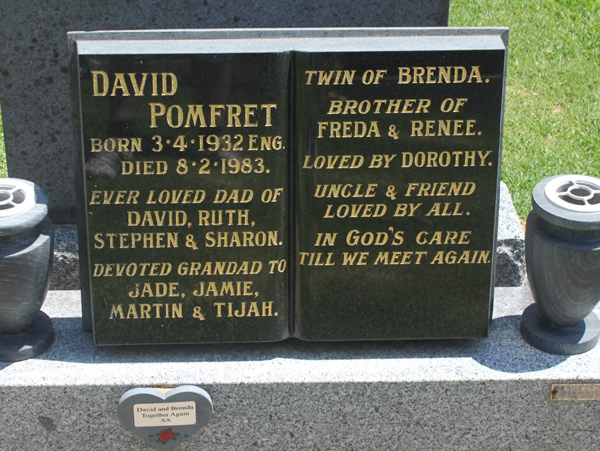 DAVID
POMFRET
BORN 3·4·1932 ENG.
DIED 8·2·1983.
EVER LOVED DAD OF
DAVID, RUTH,
STEPHEN & SHARON.
DEVOTED GRANDAD TO
JADE, JAMIE,
MARTIN & TIJAH.
TWIN OF BRENDA.
BROTHER OF
FREDA & RENEE.
LOVED BY DOROTHY.
UNCLE & FRIEND
LOVED BY ALL.
IN GOD'S CARE
TILL WE MEET AGAIN.
David and Brenda
Together Again
XX